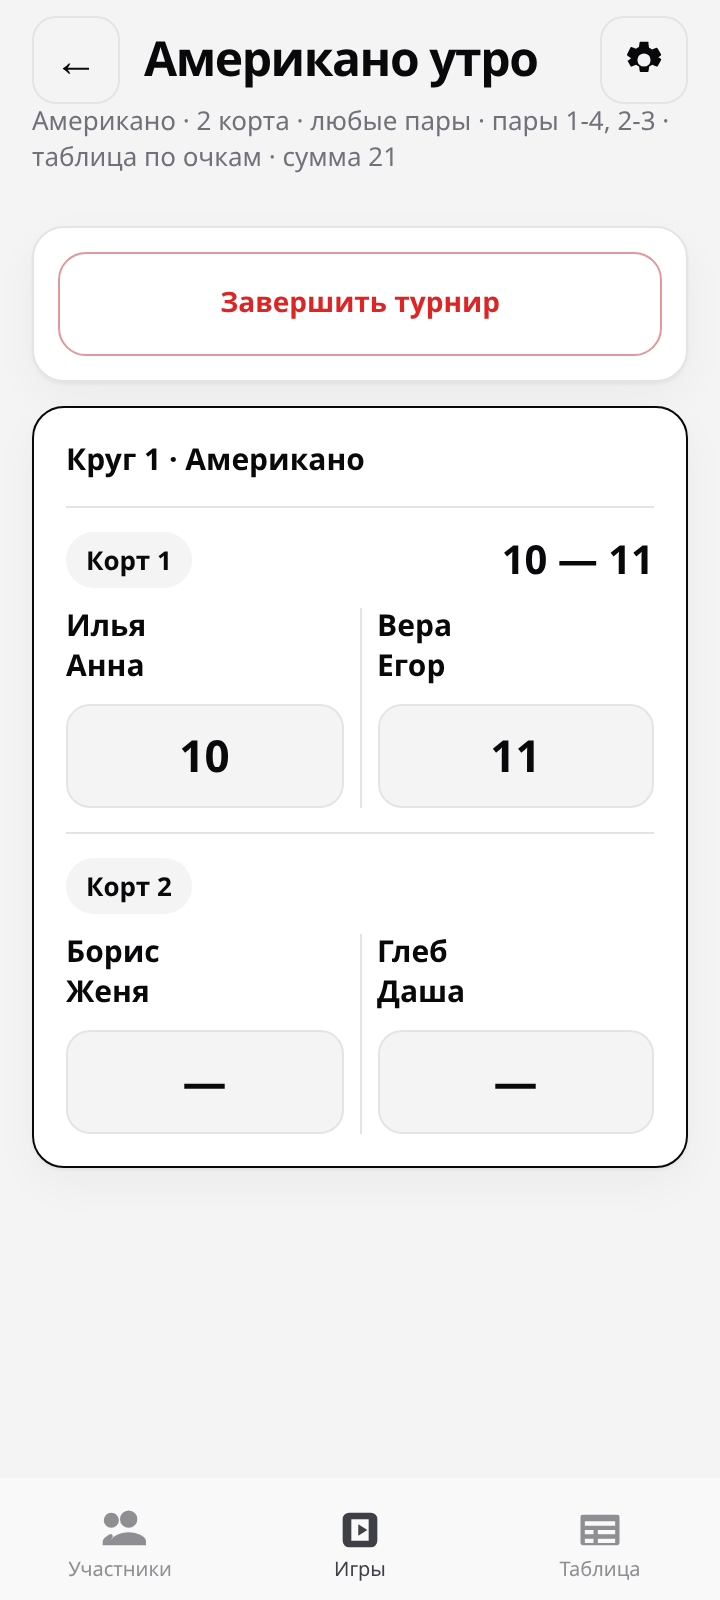 ← Американо утро
Американо · 2 корта · любые пары · пары 1-4, 2-3 ·
таблица по очкам · сумма 21
Завершить турнир
Круг 1 · Американо
Корт 1 10 — 11
Илья Вера
Анна Егор
10 11
Корт 2
Борис Глеб
Женя Даша
— —
Участники Игры Таблица